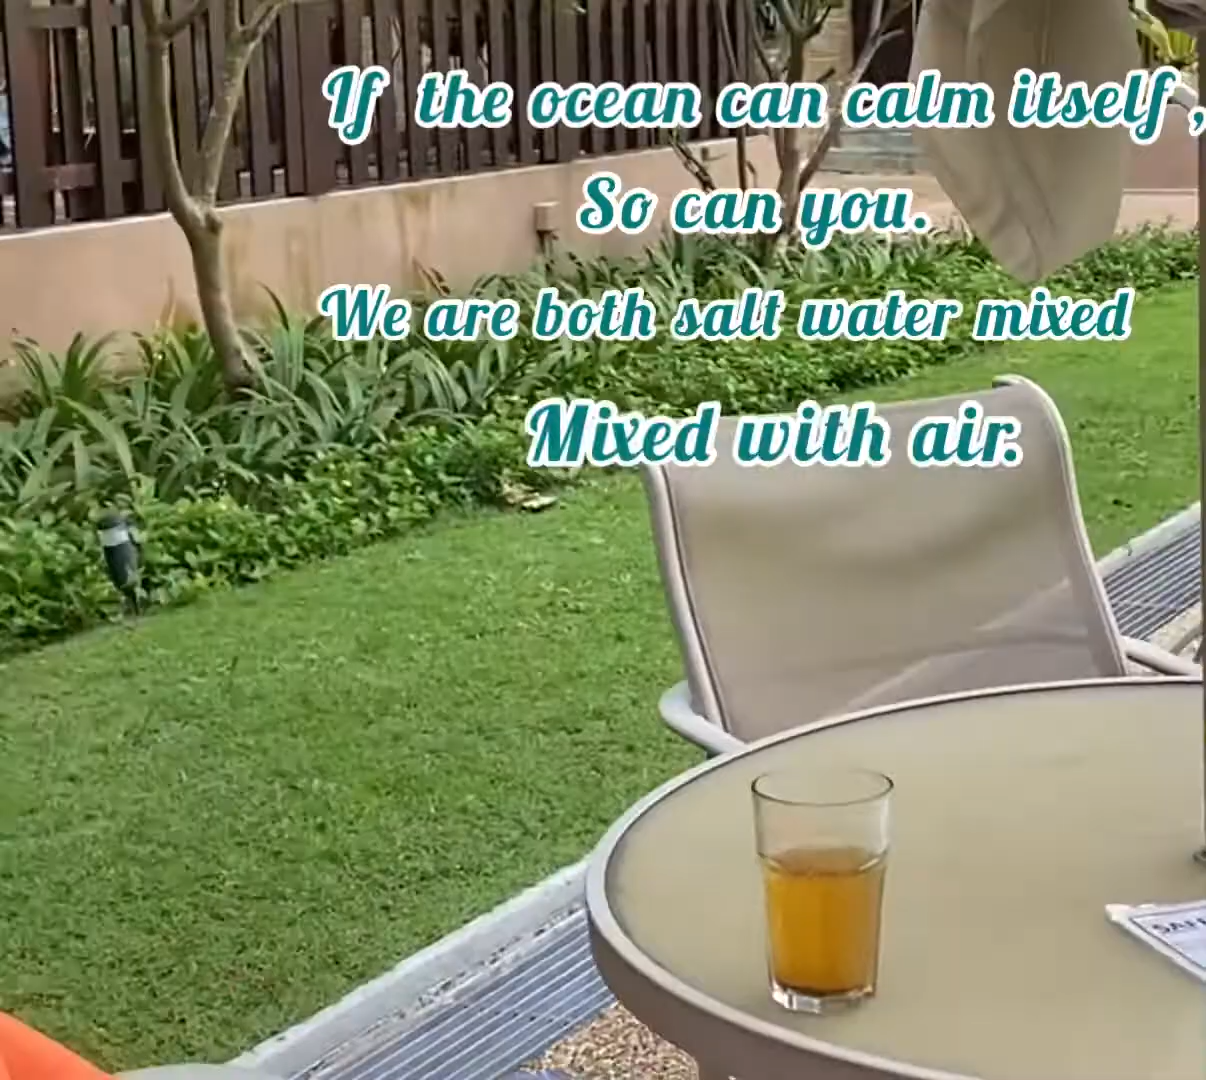 If the ocean can calm itself ,
So can you.
We are both salt water mixed
Mixed with air.